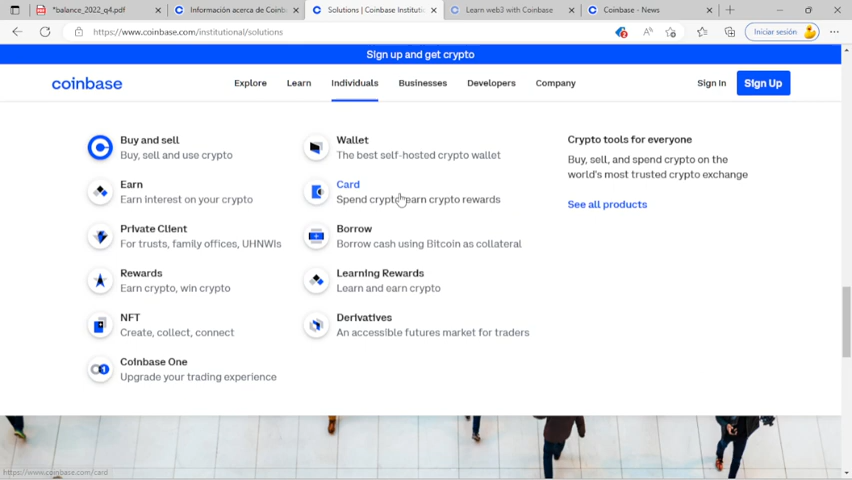 *balance_2022_q4.pdf
Información acerca de Coinb
Solutions | Coinbase Institutio
Learn web3 with Coinbase
Coinbase - News
https://www.coinbase.com/institutional/solutions
Iniciar sesión
Sign up and get crypto
coinbase
Explore
Learn
Individuals
Businesses
Developers
Company
Sign In
Sign Up
Buy and sell
Buy, sell and use crypto
Wallet
The best self-hosted crypto wallet
Crypto tools for everyone
Buy, sell, and spend crypto on the
world's most trusted crypto exchange
See all products
Earn
Earn interest on your crypto
Card
Spend crypto, earn crypto rewards
Private Client
For trusts, family offices, UHNWIs
Borrow
Borrow cash using Bitcoin as collateral
Rewards
Earn crypto, win crypto
Learning Rewards
Learn and earn crypto
NFT
Create, collect, connect
Derivatives
An accessible futures market for traders
Coinbase One
Upgrade your trading experience
https://www.coinbase.com/card